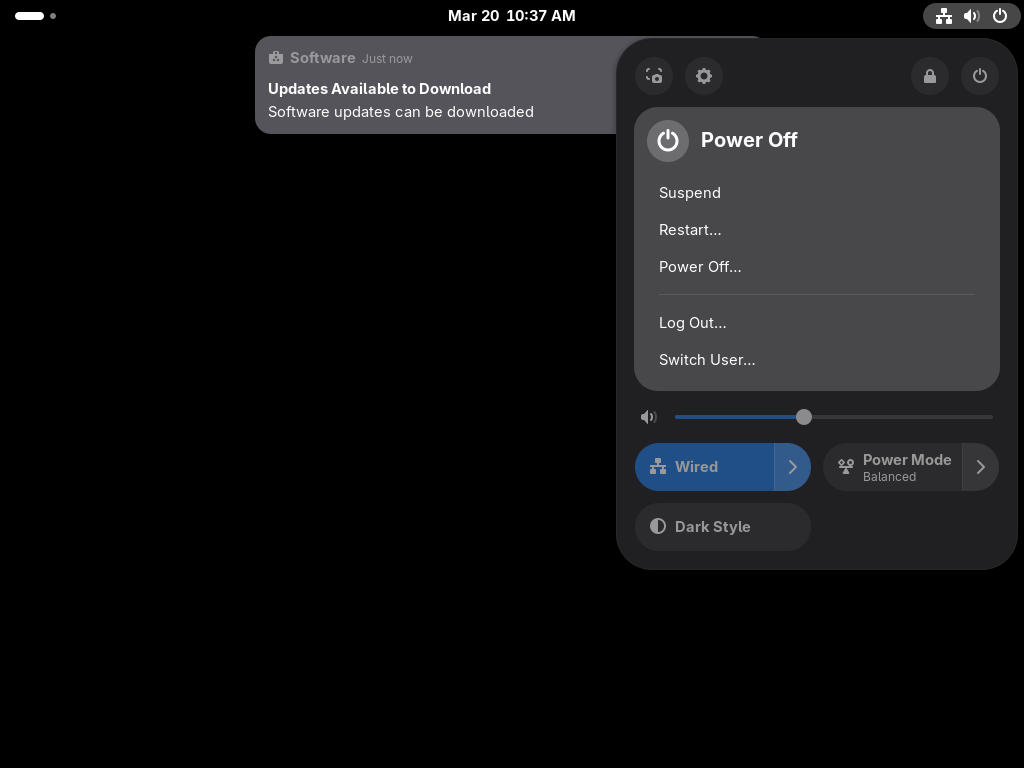 Mar 20 10:37 AM
Software Just now
Updates Available to Download
Software updates can be downloaded
Power Off
Suspend
Restart…
Power Off…
Log Out…
Switch User…
Wired
Power Mode
Balanced
Dark Style